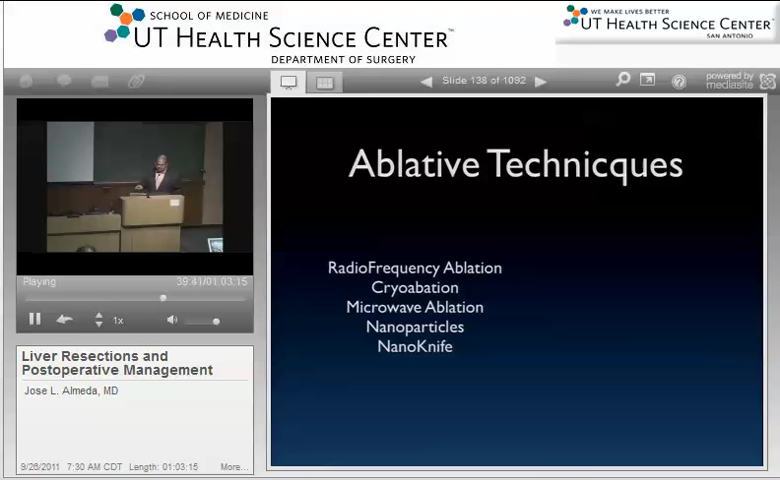 SCHOOL OF MEDICINE
UT HEALTH SCIENCE CENTER™
DEPARTMENT OF SURGERY
WE MAKE LIVES BETTER
UT HEALTH SCIENCE CENTER
SAN ANTONIO
Slide 138 of 1092
powered by
mediasite
Ablative Technicques
RadioFrequency Ablation
Cryoabation
Microwave Ablation
Nanoparticles
NanoKnife
Playing
39:41/01:03:15
1x
Liver Resections and
Postoperative Management
Jose L. Almeda, MD
9/26/2011 7:30 AM CDT Length: 01:03:15 More...